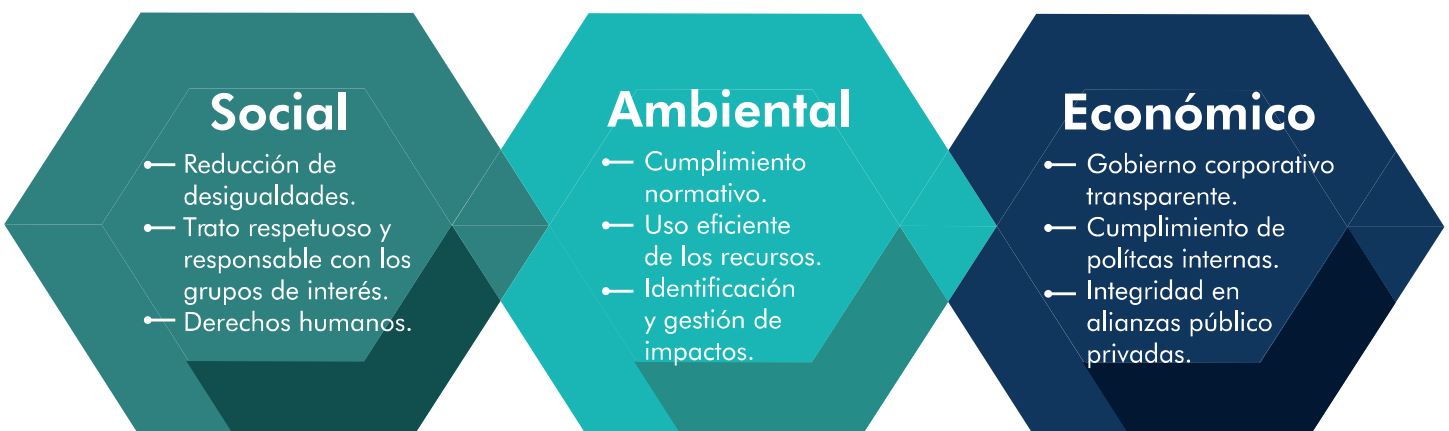 Social
Reducción de
desigualdades.
Trato respetuoso y
responsable con los
grupos de interés.
Derechos humanos.
Ambiental
Cumplimiento
normativo.
Uso eficiente
de los recursos.
Identificación
y gestión de
impactos.
Económico
Gobierno corporativo
transparente.
Cumplimiento de
polítcas internas.
Integridad en
alianzas público
privadas.